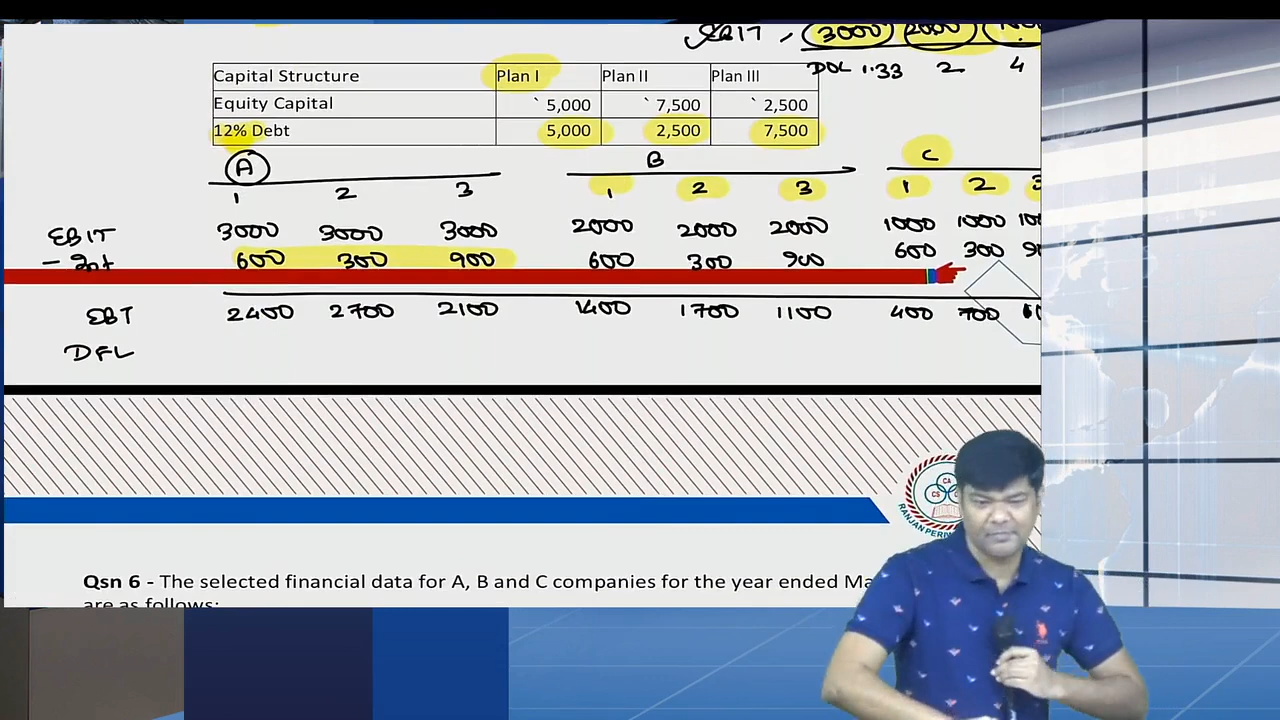 EBIT 3000 2000
DOL 1.33 2 4
Capital Structure Plan I Plan II Plan III
Equity Capital ` 5,000 ` 7,500 ` 2,500
12% Debt 5,000 2,500 7,500
A B C
1 2 3 1 2 3 1 2 3
EBIT 3000 3000 3000 2000 2000 2000 1000 1000
- Int 600 300 900 600 300 900 600 300
EBT 2400 2700 2100 1400 1700 1100 400 700
DFL
CA
CS
Qsn 6 - The selected financial data for A, B and C companies for the year ended
are as follows: